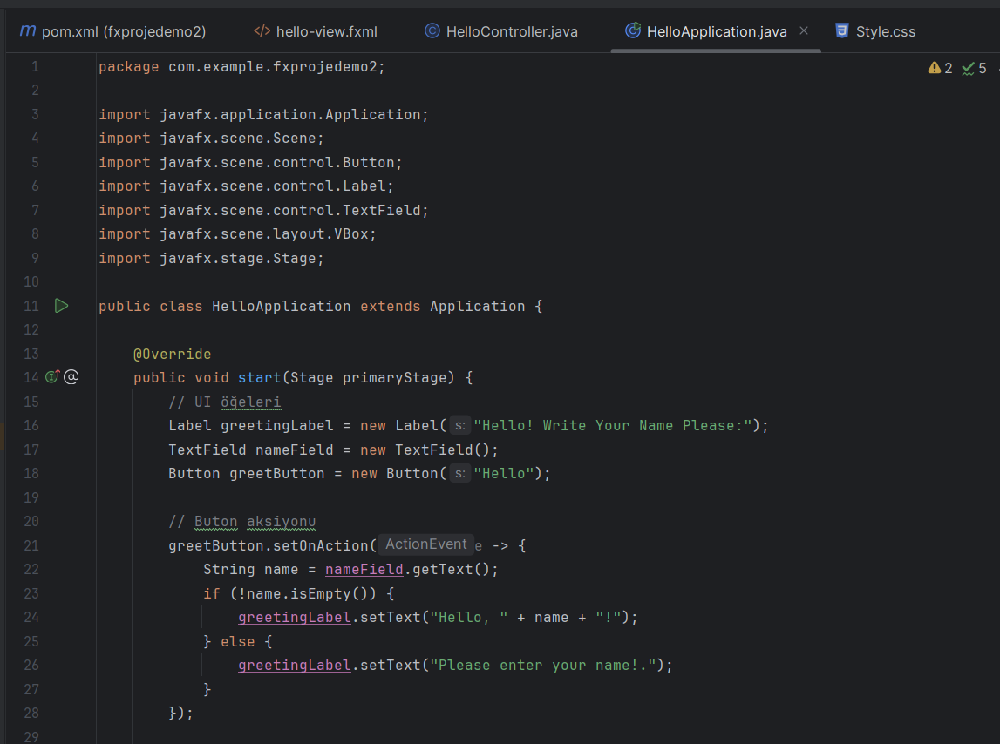 m pom.xml (fxprojedemo2) </> hello-view.fxml C HelloController.java C HelloApplication.java × Style.css
1 package com.example.fxprojedemo2; 2 5
2
3 import javafx.application.Application;
4 import javafx.scene.Scene;
5 import javafx.scene.control.Button;
6 import javafx.scene.control.Label;
7 import javafx.scene.control.TextField;
8 import javafx.scene.layout.VBox;
9 import javafx.stage.Stage;
10
11 public class HelloApplication extends Application {
12
13 @Override
14 public void start(Stage primaryStage) {
15 // UI öğeleri
16 Label greetingLabel = new Label( s: "Hello! Write Your Name Please:");
17 TextField nameField = new TextField();
18 Button greetButton = new Button( s: "Hello");
19
20 // Buton aksiyonu
21 greetButton.setOnAction( ActionEvent e -> {
22 String name = nameField.getText();
23 if (!name.isEmpty()) {
24 greetingLabel.setText("Hello, " + name + "!");
25 } else {
26 greetingLabel.setText("Please enter your name!.");
27 }
28 });
29